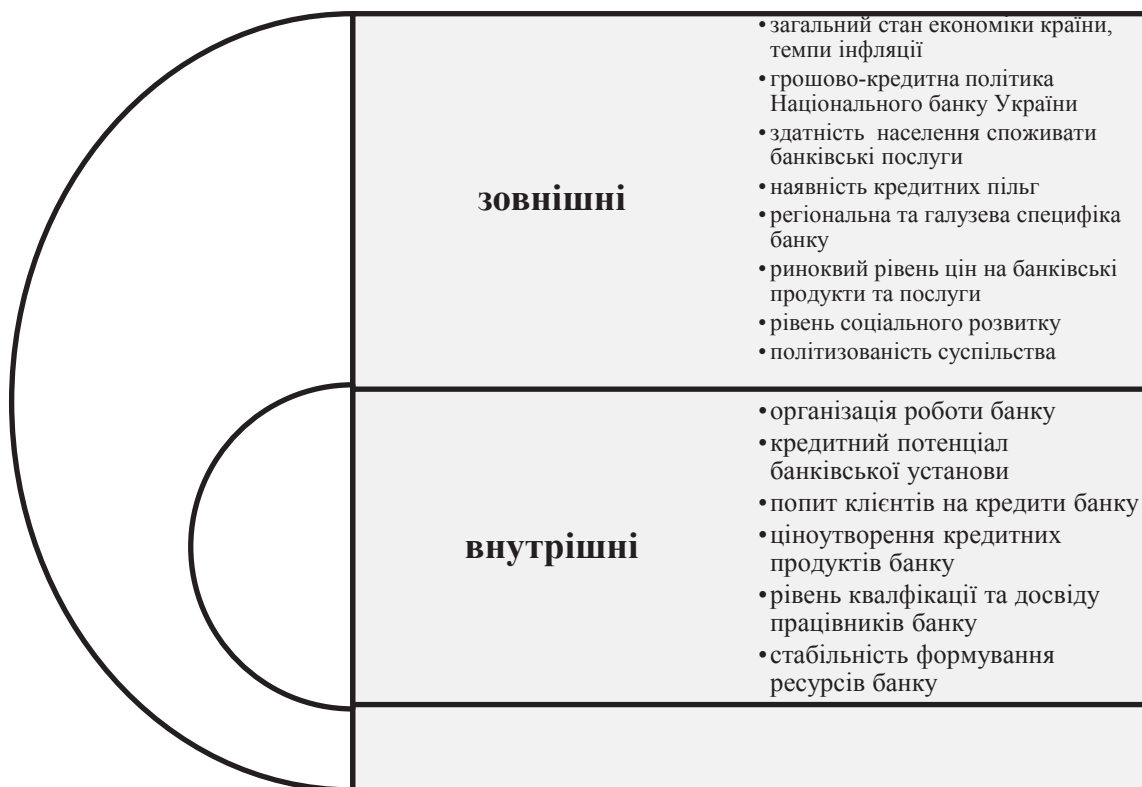 зовнішні
• загальний стан економіки країни,
темпи інфляції
• грошово-кредитна політика
Національного банку України
• здатність населення споживати
банківські послуги
• наявність кредитних пільг
• регіональна та галузева специфіка
банку
• риноквий рівень цін на банківські
продукти та послуги
• рівень соціального розвитку
• політизованість суспільства
внутрішні
• організація роботи банку
• кредитний потенціал
банківської установи
• попит клієнтів на кредити банку
• ціноутворення кредитних
продуктів банку
• рівень квалфікації та досвіду
працівників банку
• стабільність формування
ресурсів банку